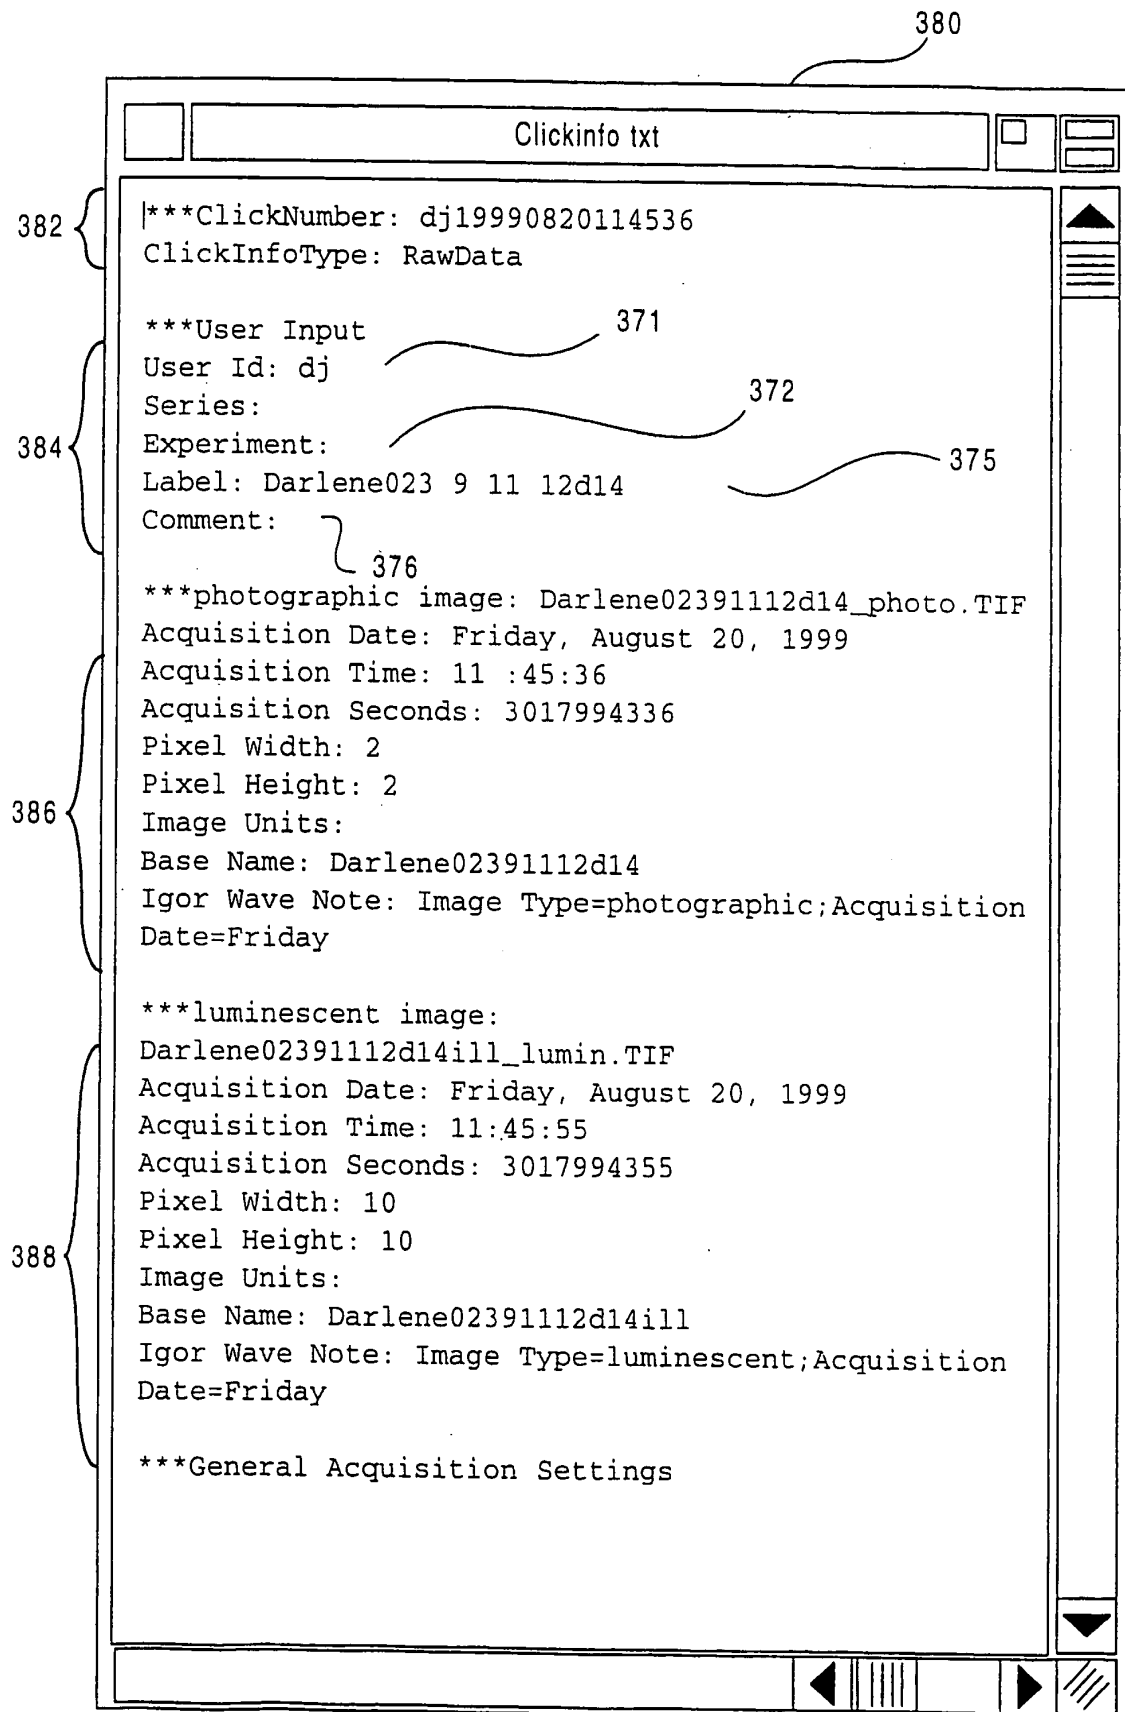 380
Clickinfo txt
382
***ClickNumber: dj19990820114536
ClickInfoType: RawData
***User Input
371
User Id: dj
372
Series:
384
Experiment:
375
Label: Darlene023 9 11 12d14
Comment:
376
***photographic image: Darlene02391112d14_photo.TIF
Acquisition Date: Friday, August 20, 1999
Acquisition Time: 11 :45:36
Acquisition Seconds: 3017994336
Pixel Width: 2
Pixel Height: 2
386
Image Units:
Base Name: Darlene02391112d14
Igor Wave Note: Image Type=photographic;Acquisition
Date=Friday
***luminescent image:
Darlene02391112d14ill_lumin.TIF
Acquisition Date: Friday, August 20, 1999
Acquisition Time: 11:45:55
Acquisition Seconds: 3017994355
Pixel Width: 10
Pixel Height: 10
388
Image Units:
Base Name: Darlene02391112d14ill
Igor Wave Note: Image Type=luminescent;Acquisition
Date=Friday
***General Acquisition Settings